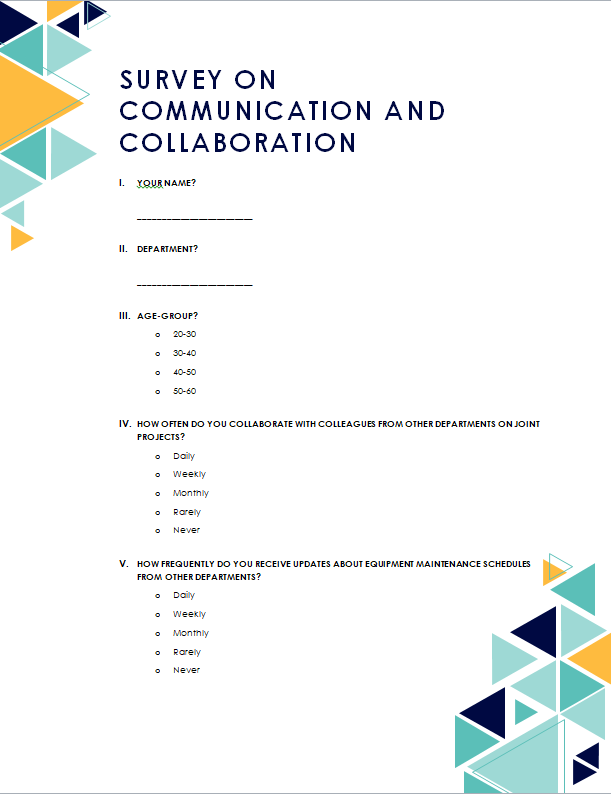 SURVEY ON
COMMUNICATION AND
COLLABORATION
I. YOUR NAME?
_______________________
II. DEPARTMENT?
_______________________
III. AGE-GROUP?
o 20-30
o 30-40
o 40-50
o 50-60
IV. HOW OFTEN DO YOU COLLABORATE WITH COLLEAGUES FROM OTHER DEPARTMENTS ON JOINT
PROJECTS?
o Daily
o Weekly
o Monthly
o Rarely
o Never
V. HOW FREQUENTLY DO YOU RECEIVE UPDATES ABOUT EQUIPMENT MAINTENANCE SCHEDULES
FROM OTHER DEPARTMENTS?
o Daily
o Weekly
o Monthly
o Rarely
o Never